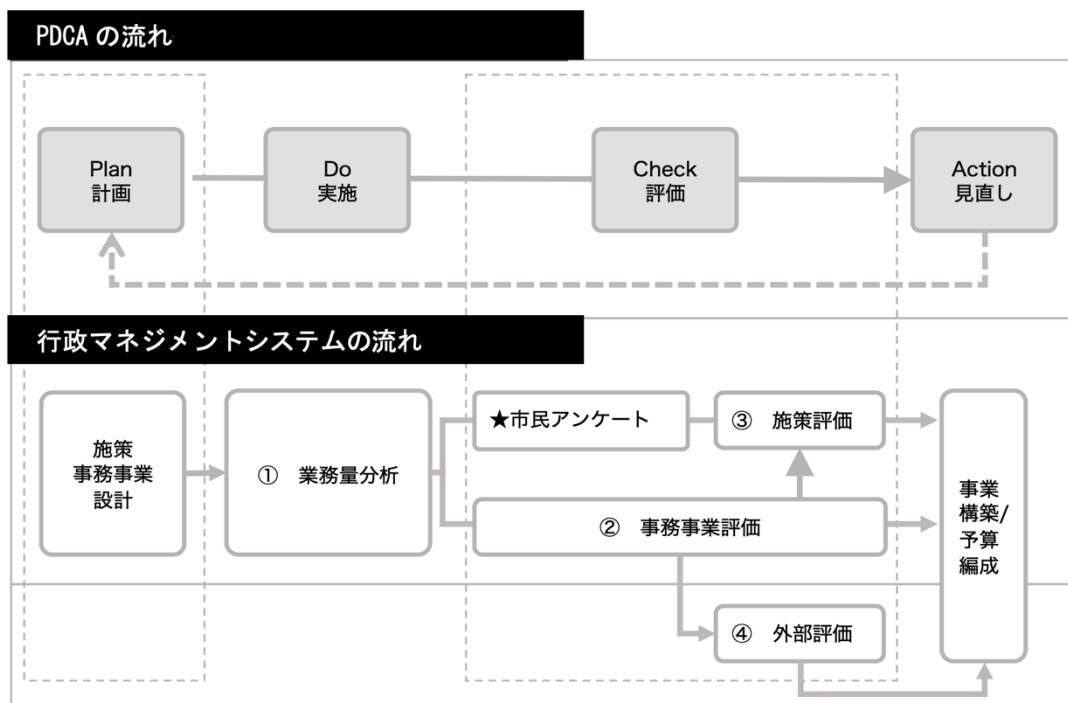 PDCA の流れ
Plan
計画
Do
実施
Check
評価
Action
見直し
行政マネジメントシステムの流れ
施策
事務事業
設計
① 業務量分析
★市民アンケート
③ 施策評価
② 事務事業評価
④ 外部評価
事業
構築/
予算
編成